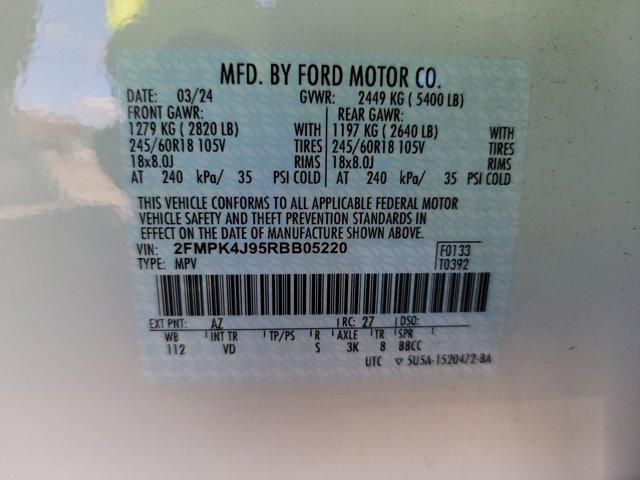 MFD. BY FORD MOTOR CO.
DATE: 03/24 GVWR: 2449 KG ( 5400 LB)
FRONT GAWR: REAR GAWR:
1279 KG ( 2820 LB) WITH 1197 KG ( 2640 LB) WITH
245/60R18 105V TIRES 245/60R18 105V TIRES
18x8.0J RIMS 18x8.0J RIMS
AT 240 kPa/ 35 PSI COLD AT 240 kPa/ 35 PSI COLD
THIS VEHICLE CONFORMS TO ALL APPLICABLE FEDERAL MOTOR
VEHICLE SAFETY AND THEFT PREVENTION STANDARDS IN
EFFECT ON THE DATE OF MANUFACTURE SHOWN ABOVE.
VIN: 2FMPK4J95RBB05220 F0133
TYPE: MPV T0392
EXT PNT: AZ RC: 27 DSO:
WB INT TR TP/PS R AXLE TR SPR
112 VD S 3K 8 BBCC
UTC ▽ 5U5A-1520472-BA